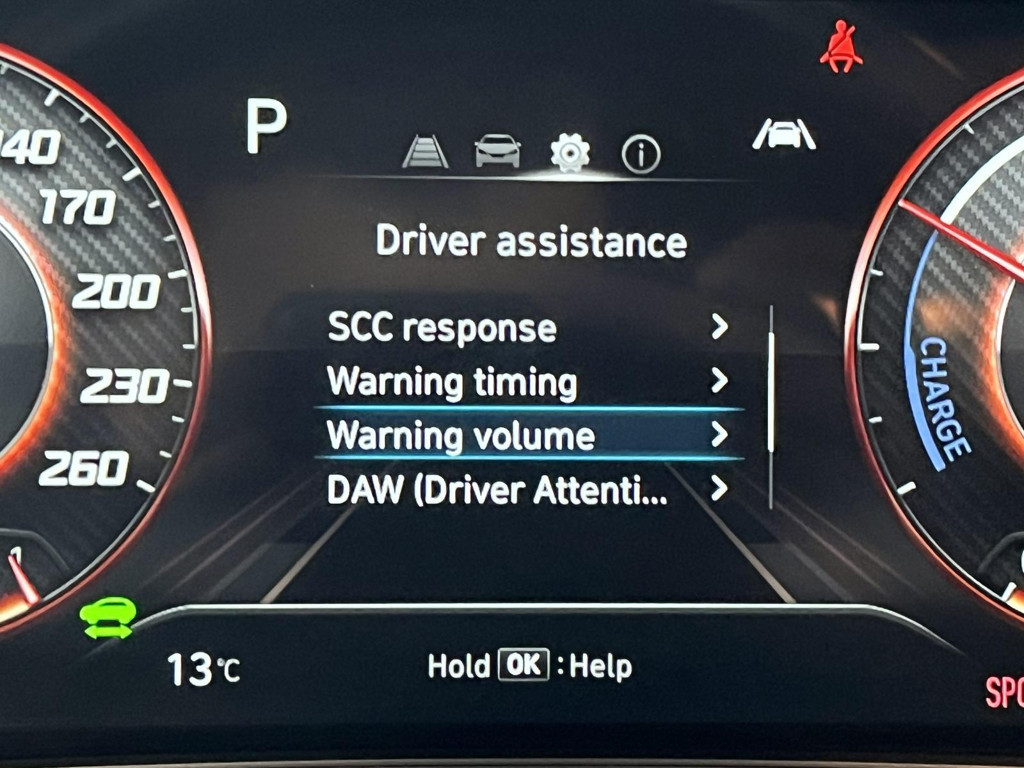 P
Driver assistance
SCC response
Warning timing
Warning volume
DAW (Driver Attenti...
140
170
200
230
260
CHARGE
13°C
Hold OK : Help
SPO